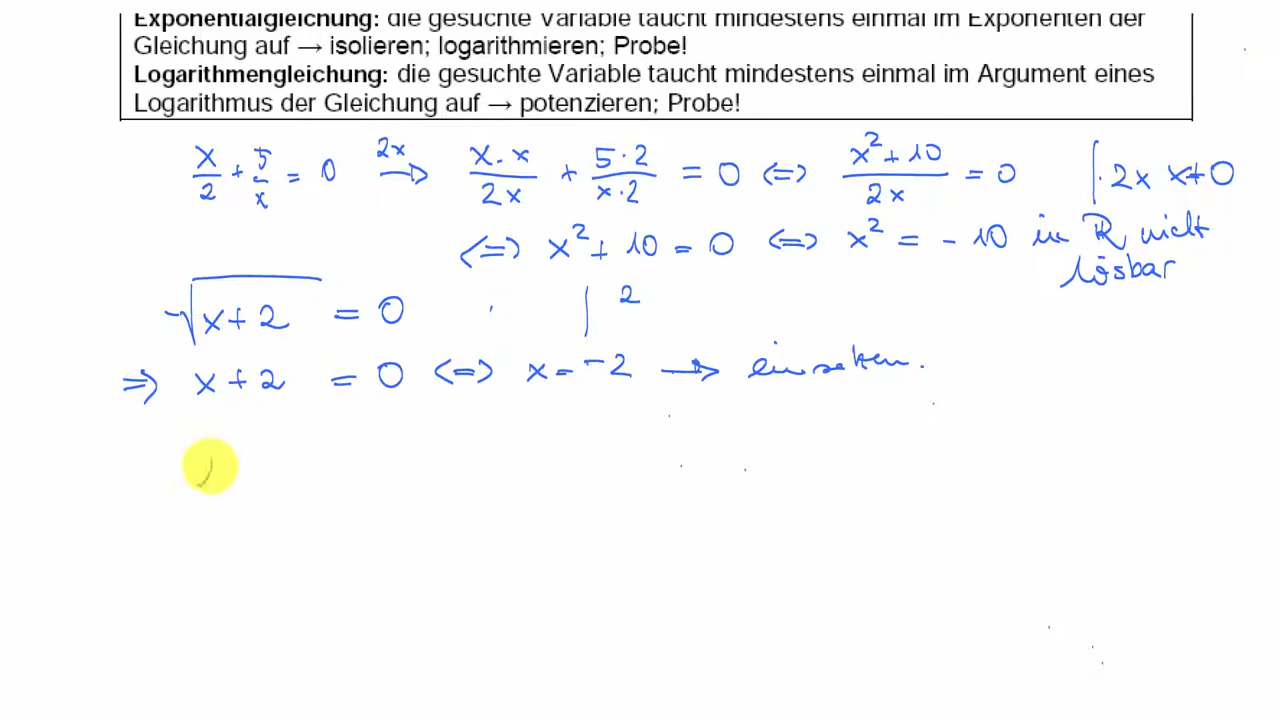 Exponentialgleichung: die gesuchte Variable taucht mindestens einmal im Exponenten der
Gleichung auf → isolieren; logarithmieren; Probe!
Logarithmengleichung: die gesuchte Variable taucht mindestens einmal im Argument eines
Logarithmus der Gleichung auf → potenzieren; Probe!
x/2 + 5/x = 0 →(2x) x·x/2x + 5·2/x·2 = 0 <=> x²+10/2x = 0 |·2x x≠0
<=> x² + 10 = 0 <=> x² = -10 in ℝ nicht
lösbar
√(x+2) = 0 | ²
=> x+2 = 0 <=> x = -2 → einsetzen.